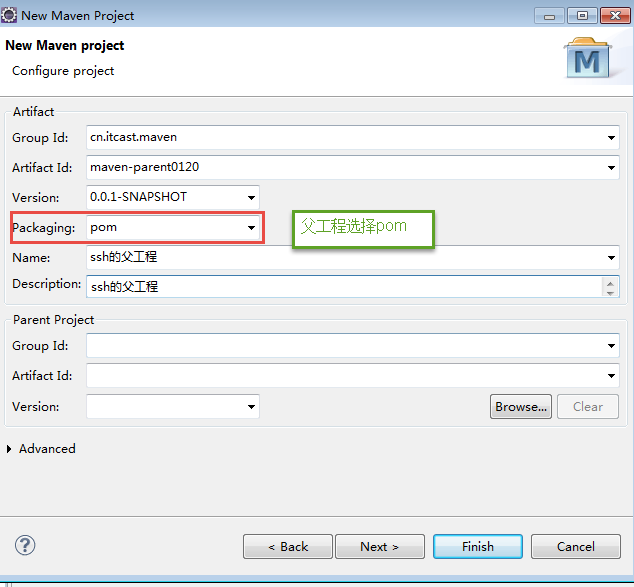 New Maven Project
New Maven project
Configure project
M
Artifact
Group Id: cn.itcast.maven
Artifact Id: maven-parent0120
Version: 0.0.1-SNAPSHOT
Packaging: pom
父工程选择pom
Name: ssh的父工程
Description: ssh的父工程
Parent Project
Group Id:
Artifact Id:
Version:
Browse... Clear
Advanced
? < Back Next > Finish Cancel